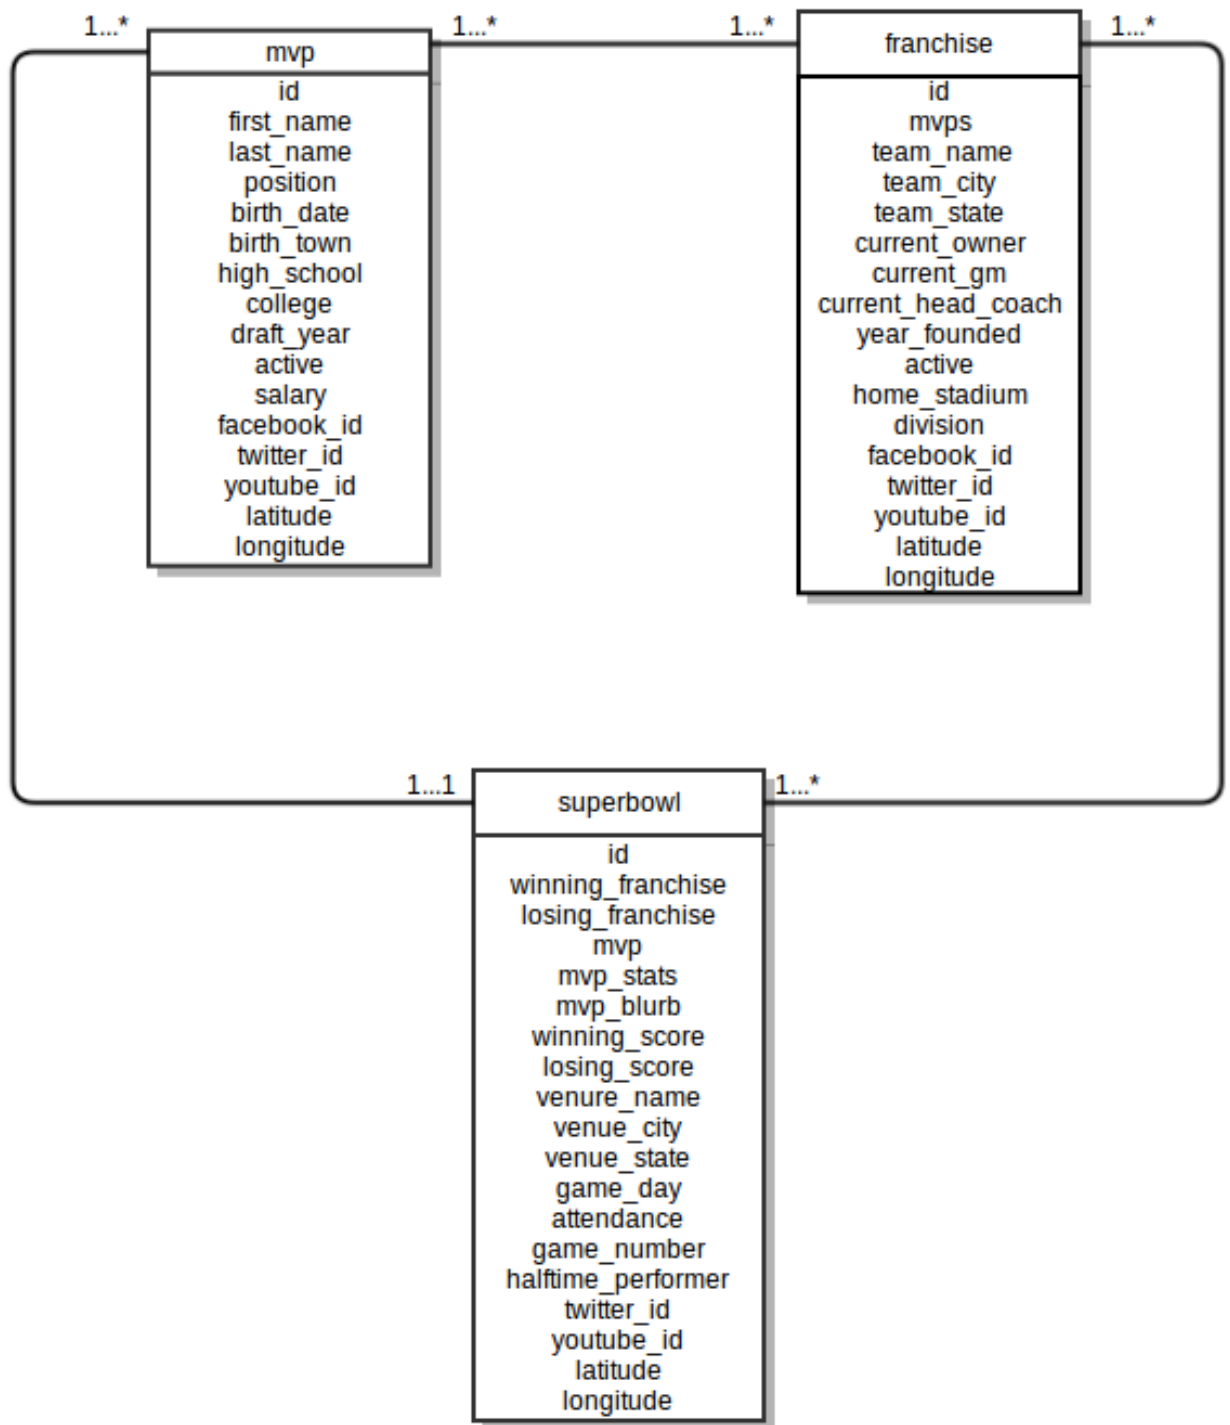 1...*
mvp
1...*
1...*
franchise
1...*
id
first_name
last_name
position
birth_date
birth_town
high_school
college
draft_year
active
salary
facebook_id
twitter_id
youtube_id
latitude
longitude
id
mvps
team_name
team_city
team_state
current_owner
current_gm
current_head_coach
year_founded
active
home_stadium
division
facebook_id
twitter_id
youtube_id
latitude
longitude
1...1
superbowl
1...*
id
winning_franchise
losing_franchise
mvp
mvp_stats
mvp_blurb
winning_score
losing_score
venure_name
venue_city
venue_state
game_day
attendance
game_number
halftime_performer
twitter_id
youtube_id
latitude
longitude